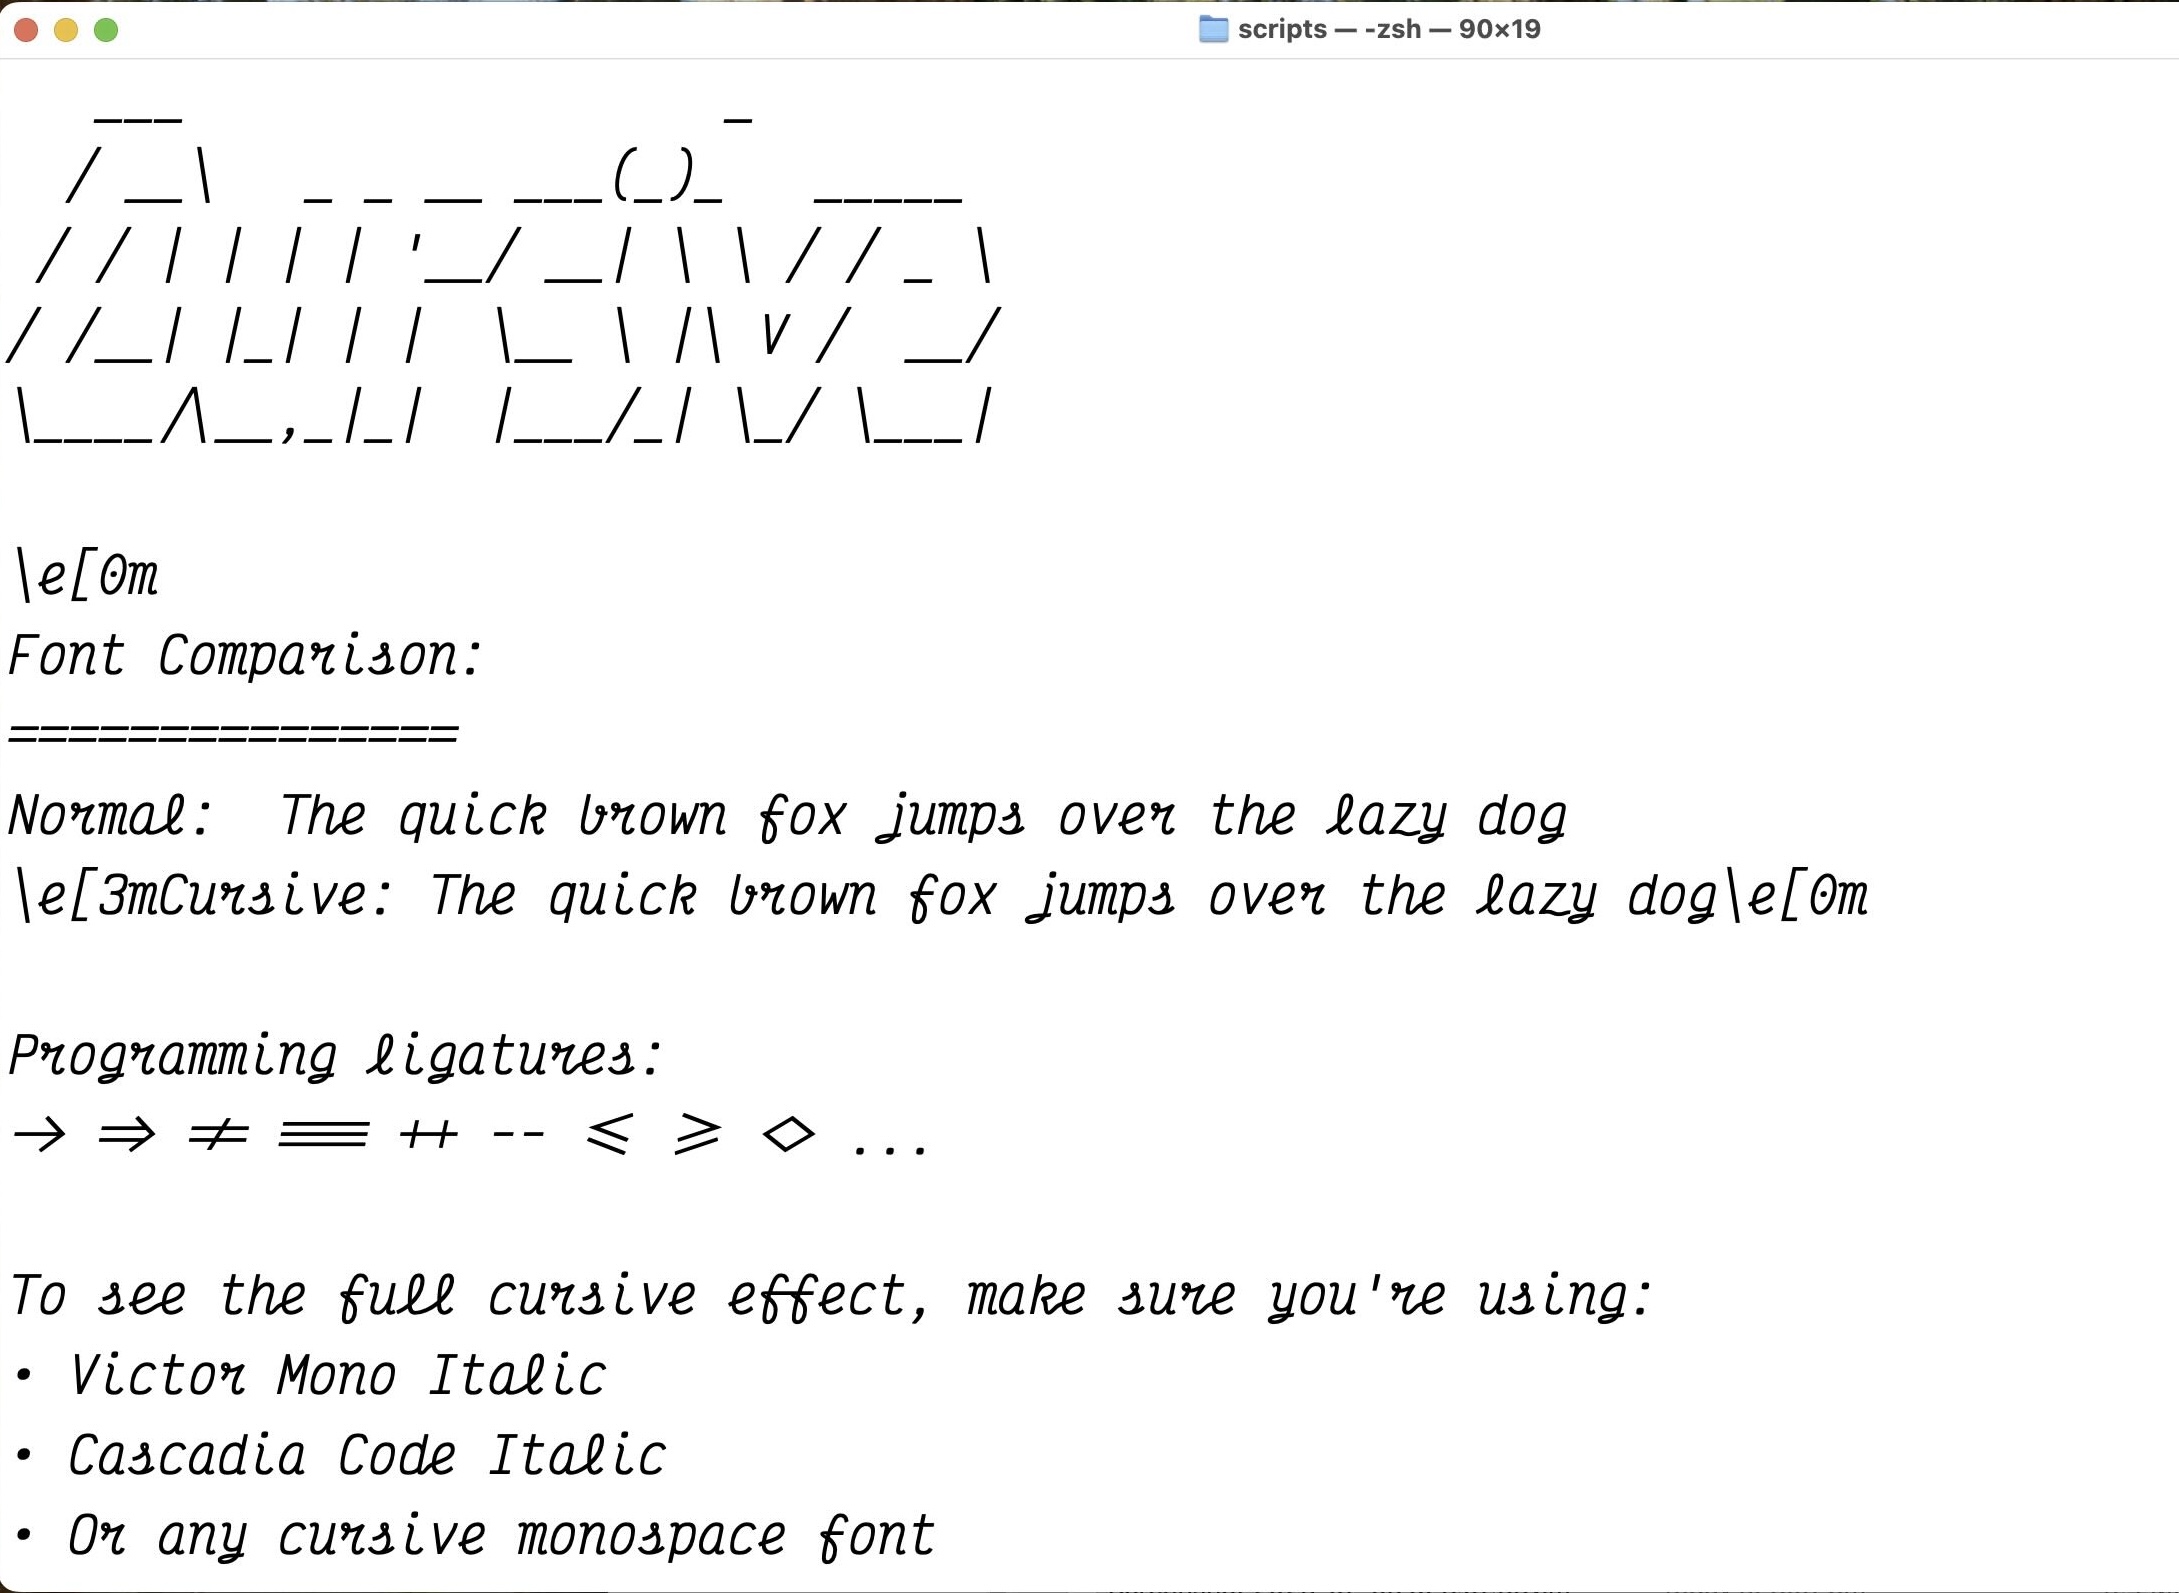 scripts — -zsh — 90×19
   ___                  _
  / __\   _ _ __ ___(_)_   _____
 / / | | | | '__/ __| \ \ / / _ \
/ /__| |_| | |  \__ \ |\ V /  __/
\____/\__,_|_|  |___/_| \_/ \___|
\e[0m
Font Comparison:
===============
Normal:  The quick brown fox jumps over the lazy dog
\e[3mCursive: The quick brown fox jumps over the lazy dog\e[0m
Programming ligatures:
-> => != === ++ -- <= >= <> ...
To see the full cursive effect, make sure you're using:
• Victor Mono Italic
• Cascadia Code Italic
• Or any cursive monospace font